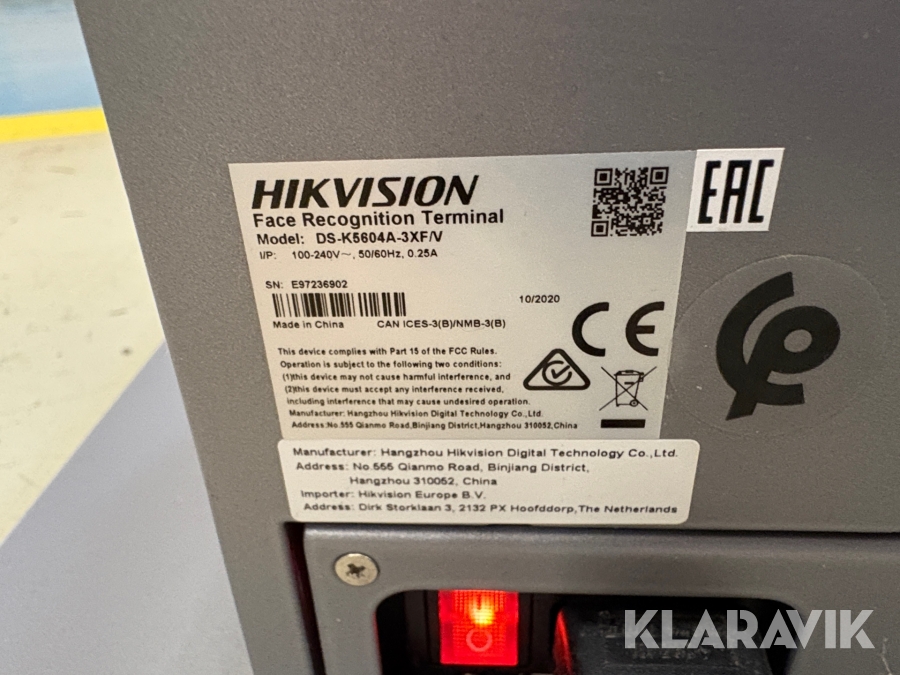 HIKVISION
Face Recognition Terminal
Model: DS-K5604A-3XF/V
I/P: 100-240V～, 50/60Hz, 0.25A
SN: E97236902
10/2020
Made in China
CAN ICES-3(B)/NMB-3(B)
This device complies with Part 15 of the FCC Rules.
Operation is subject to the following two conditions:
(1)this device may not cause harmful interference, and
(2)this device must accept any interference received,
including interference that may cause undesired operation.
Manufacturer: Hangzhou Hikvision Digital Technology Co.,Ltd.
Address:No.555 Qianmo Road,Binjiang District,Hangzhou 310052,China
CE
EAC
Manufacturer: Hangzhou Hikvision Digital Technology Co.,Ltd.
Address: No.555 Qianmo Road, Binjiang District,
Hangzhou 310052, China
Importer: Hikvision Europe B.V.
Address: Dirk Storklaan 3, 2132 PX Hoofddorp,The Netherlands
KLARAVIK